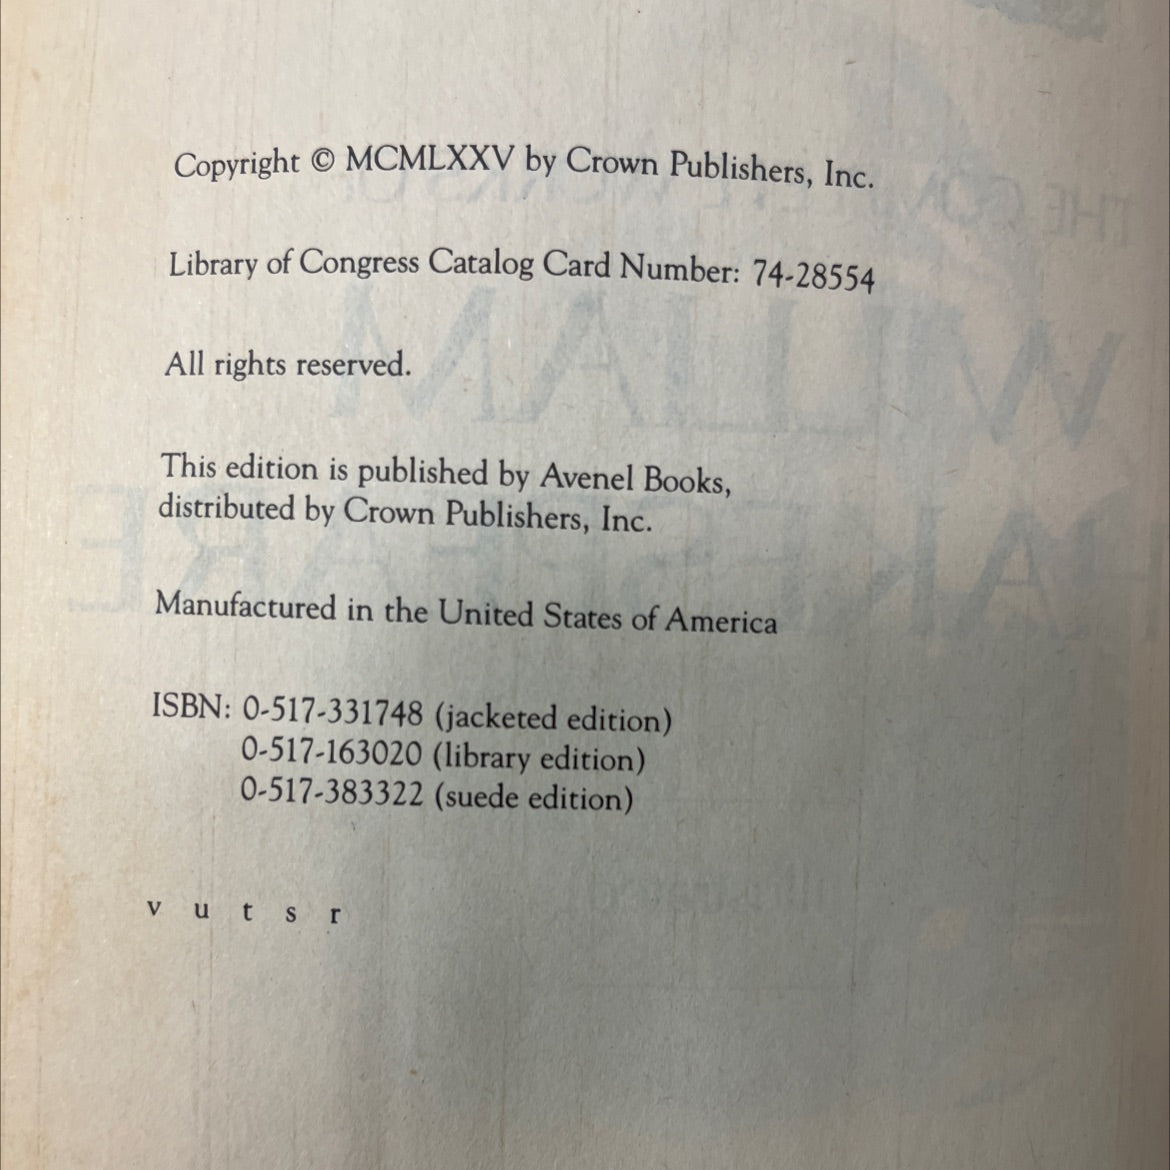 Copyright © MCMLXXV by Crown Publishers, Inc.
Library of Congress Catalog Card Number: 74-28554
All rights reserved.
This edition is published by Avenel Books,
distributed by Crown Publishers, Inc.
Manufactured in the United States of America
ISBN: 0-517-331748 (jacketed edition)
0-517-163020 (library edition)
0-517-383322 (suede edition)
v u t s r